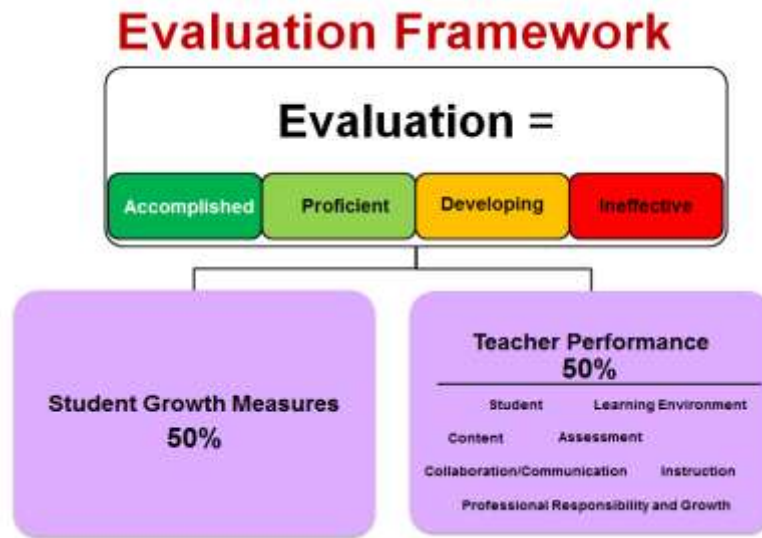 Evaluation Framework
Evaluation =
Accomplished Proficient Developing Ineffective
Student Growth Measures
50%
Teacher Performance
50%
Student Learning Environment
Content Assessment
Collaboration/Communication Instruction
Professional Responsibility and Growth